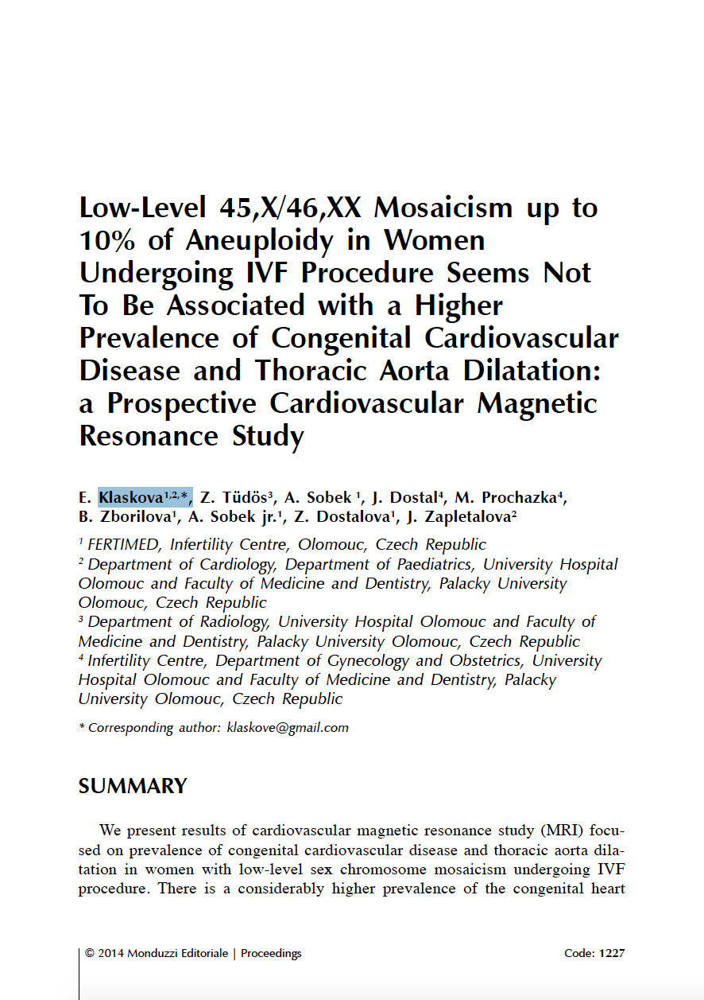 Low-Level 45,X/46,XX Mosaicism up to
10% of Aneuploidy in Women
Undergoing IVF Procedure Seems Not
To Be Associated with a Higher
Prevalence of Congenital Cardiovascular
Disease and Thoracic Aorta Dilatation:
a Prospective Cardiovascular Magnetic
Resonance Study
E. Klaskova¹,²,*, Z. Tüdös³, A. Sobek ¹, J. Dostal⁴, M. Prochazka⁴,
B. Zborilova¹, A. Sobek jr.¹, Z. Dostalova¹, J. Zapletalova²
¹ FERTIMED, Infertility Centre, Olomouc, Czech Republic
² Department of Cardiology, Department of Paediatrics, University Hospital
Olomouc and Faculty of Medicine and Dentistry, Palacky University
Olomouc, Czech Republic
³ Department of Radiology, University Hospital Olomouc and Faculty of
Medicine and Dentistry, Palacky University Olomouc, Czech Republic
⁴ Infertility Centre, Department of Gynecology and Obstetrics, University
Hospital Olomouc and Faculty of Medicine and Dentistry, Palacky
University Olomouc, Czech Republic
* Corresponding author: klaskove@gmail.com
SUMMARY
We present results of cardiovascular magnetic resonance study (MRI) focu-
sed on prevalence of congenital cardiovascular disease and thoracic aorta dila-
tation in women with low-level sex chromosome mosaicism undergoing IVF
procedure. There is a considerably higher prevalence of the congenital heart
© 2014 Monduzzi Editoriale | Proceedings Code: 1227